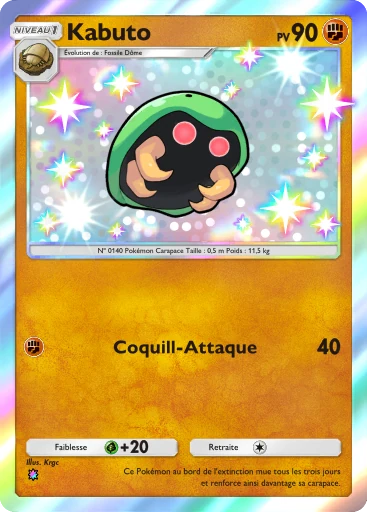 NIVEAU 1
Kabuto
PV 90
Évolution de : Fossile Dôme
N° 0140 Pokémon Carapace Taille : 0,5 m Poids : 11,5 kg
Coquill-Attaque 40
Faiblesse +20 Retraite
Illus. Krgc
Ce Pokémon au bord de l'extinction mue tous les trois jours
et renforce ainsi davantage sa carapace.